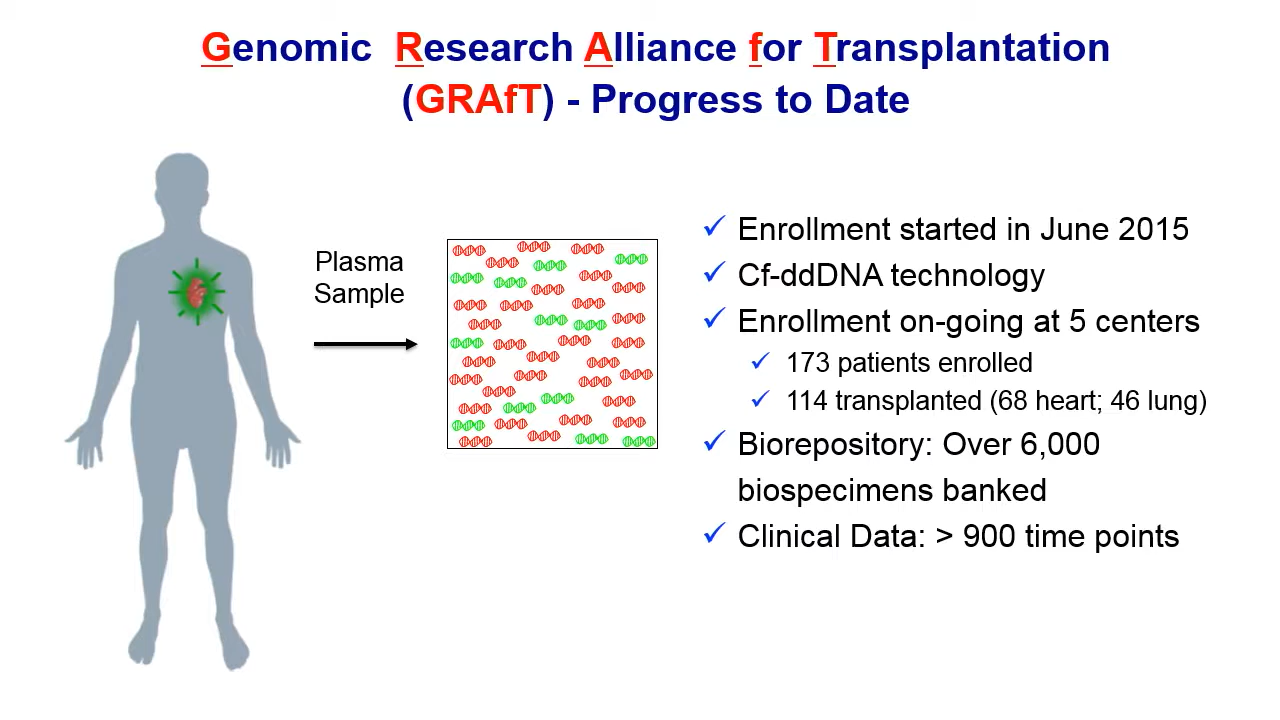 Genomic Research Alliance for Transplantation
(GRAfT) - Progress to Date
Plasma
Sample
✓ Enrollment started in June 2015
✓ Cf-ddDNA technology
✓ Enrollment on-going at 5 centers
✓ 173 patients enrolled
✓ 114 transplanted (68 heart; 46 lung)
✓ Biorepository: Over 6,000
biospecimens banked
✓ Clinical Data: > 900 time points